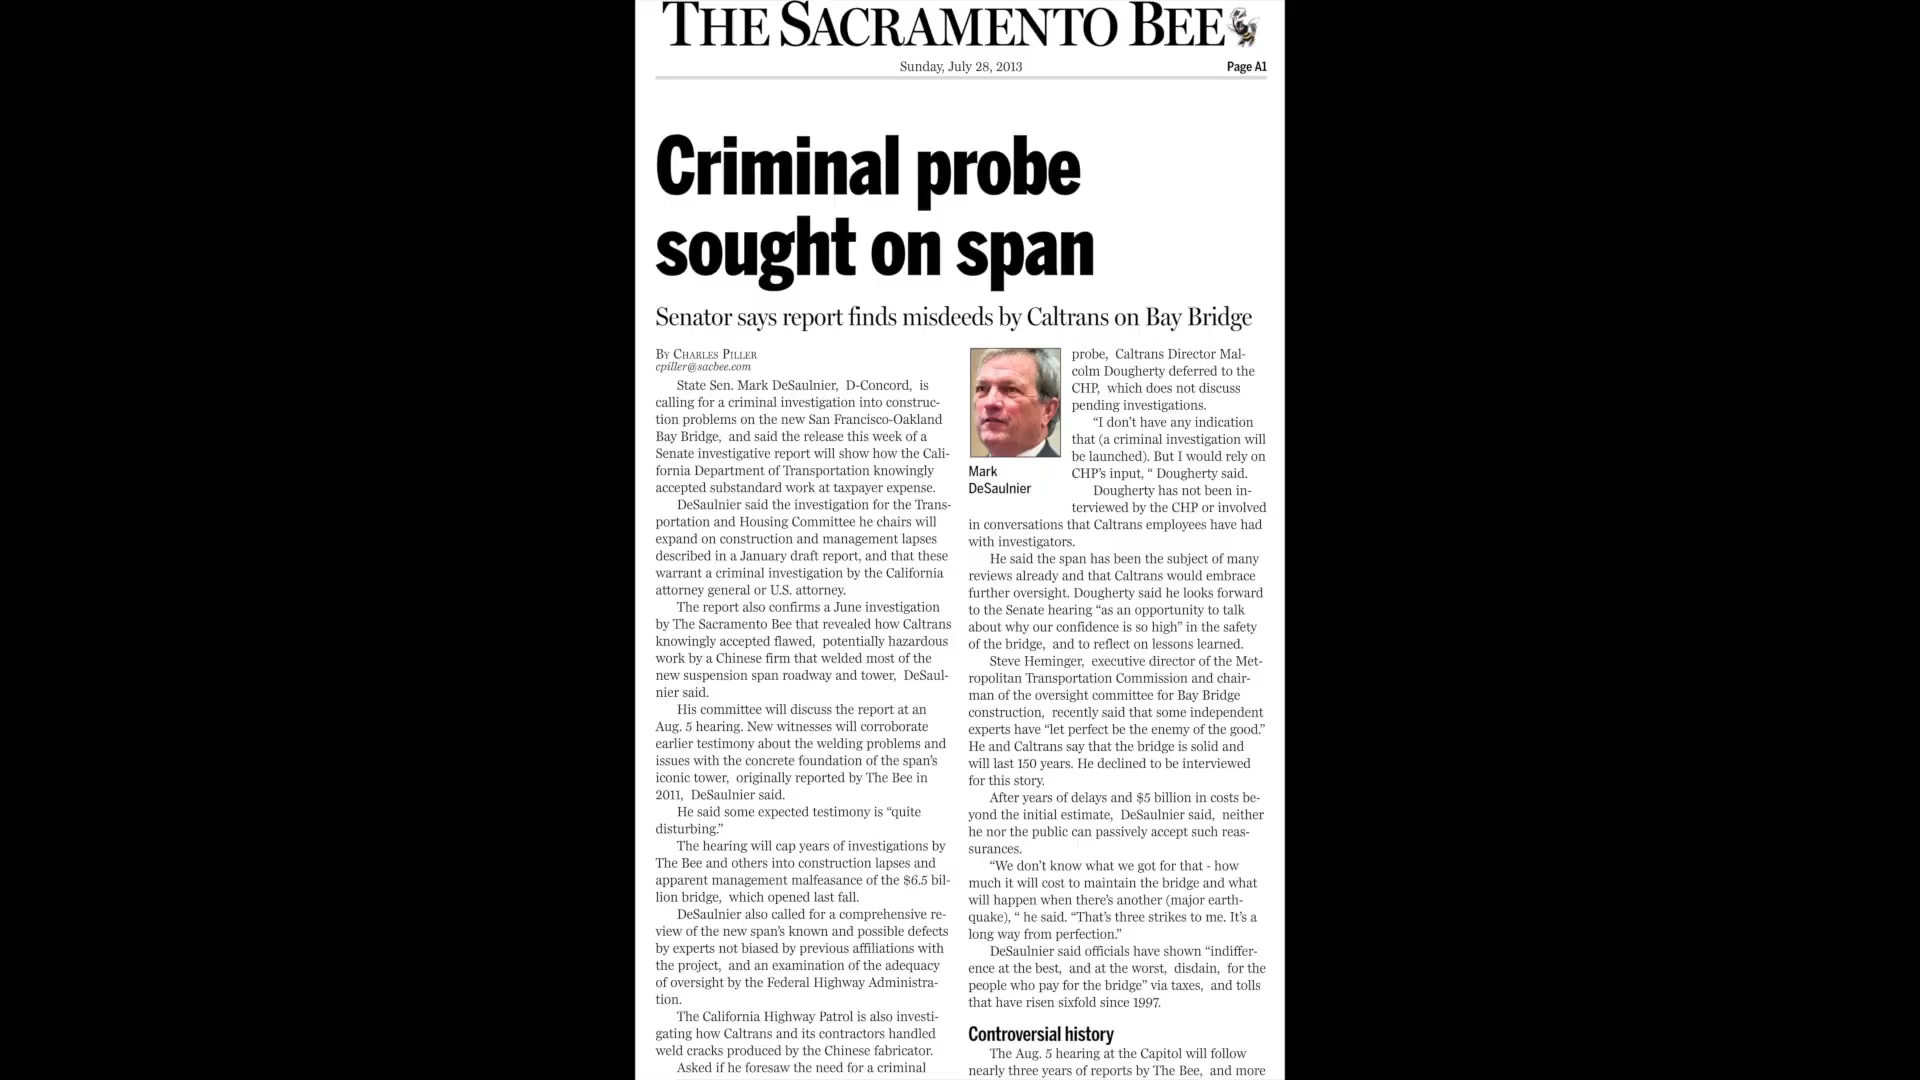 THE SACRAMENTO BEE
Sunday, July 28, 2013
Page A1
Criminal probe
sought on span
Senator says report finds misdeeds by Caltrans on Bay Bridge
BY CHARLES PILLER
cpiller@sacbee.com
State Sen. Mark DeSaulnier, D-Concord, is
calling for a criminal investigation into construc-
tion problems on the new San Francisco-Oakland
Bay Bridge, and said the release this week of a
Senate investigative report will show how the Cali-
fornia Department of Transportation knowingly
accepted substandard work at taxpayer expense.
DeSaulnier said the investigation for the Trans-
portation and Housing Committee he chairs will
expand on construction and management lapses
described in a January draft report, and that these
warrant a criminal investigation by the California
attorney general or U.S. attorney.
The report also confirms a June investigation
by The Sacramento Bee that revealed how Caltrans
knowingly accepted flawed, potentially hazardous
work by a Chinese firm that welded most of the
new suspension span roadway and tower, DeSaul-
nier said.
His committee will discuss the report at an
Aug. 5 hearing. New witnesses will corroborate
earlier testimony about the welding problems and
issues with the concrete foundation of the span's
iconic tower, originally reported by The Bee in
2011, DeSaulnier said.
He said some expected testimony is “quite
disturbing.”
The hearing will cap years of investigations by
The Bee and others into construction lapses and
apparent management malfeasance of the $6.5 bil-
lion bridge, which opened last fall.
DeSaulnier also called for a comprehensive re-
view of the new span's known and possible defects
by experts not biased by previous affiliations with
the project, and an examination of the adequacy
of oversight by the Federal Highway Administra-
tion.
The California Highway Patrol is also investi-
gating how Caltrans and its contractors handled
weld cracks produced by the Chinese fabricator.
Asked if he foresaw the need for a criminal
Mark
DeSaulnier
probe, Caltrans Director Mal-
colm Dougherty deferred to the
CHP, which does not discuss
pending investigations.
“I don't have any indication
that (a criminal investigation will
be launched). But I would rely on
CHP's input, “ Dougherty said.
Dougherty has not been in-
terviewed by the CHP or involved
in conversations that Caltrans employees have had
with investigators.
He said the span has been the subject of many
reviews already and that Caltrans would embrace
further oversight. Dougherty said he looks forward
to the Senate hearing “as an opportunity to talk
about why our confidence is so high” in the safety
of the bridge, and to reflect on lessons learned.
Steve Heminger, executive director of the Met-
ropolitan Transportation Commission and chair-
man of the oversight committee for Bay Bridge
construction, recently said that some independent
experts have “let perfect be the enemy of the good.”
He and Caltrans say that the bridge is solid and
will last 150 years. He declined to be interviewed
for this story.
After years of delays and $5 billion in costs be-
yond the initial estimate, DeSaulnier said, neither
he nor the public can passively accept such reas-
surances.
“We don't know what we got for that - how
much it will cost to maintain the bridge and what
will happen when there's another (major earth-
quake), “ he said. “That's three strikes to me. It's a
long way from perfection.”
DeSaulnier said officials have shown “indiffer-
ence at the best, and at the worst, disdain, for the
people who pay for the bridge” via taxes, and tolls
that have risen sixfold since 1997.
Controversial history
The Aug. 5 hearing at the Capitol will follow
nearly three years of reports by The Bee, and more